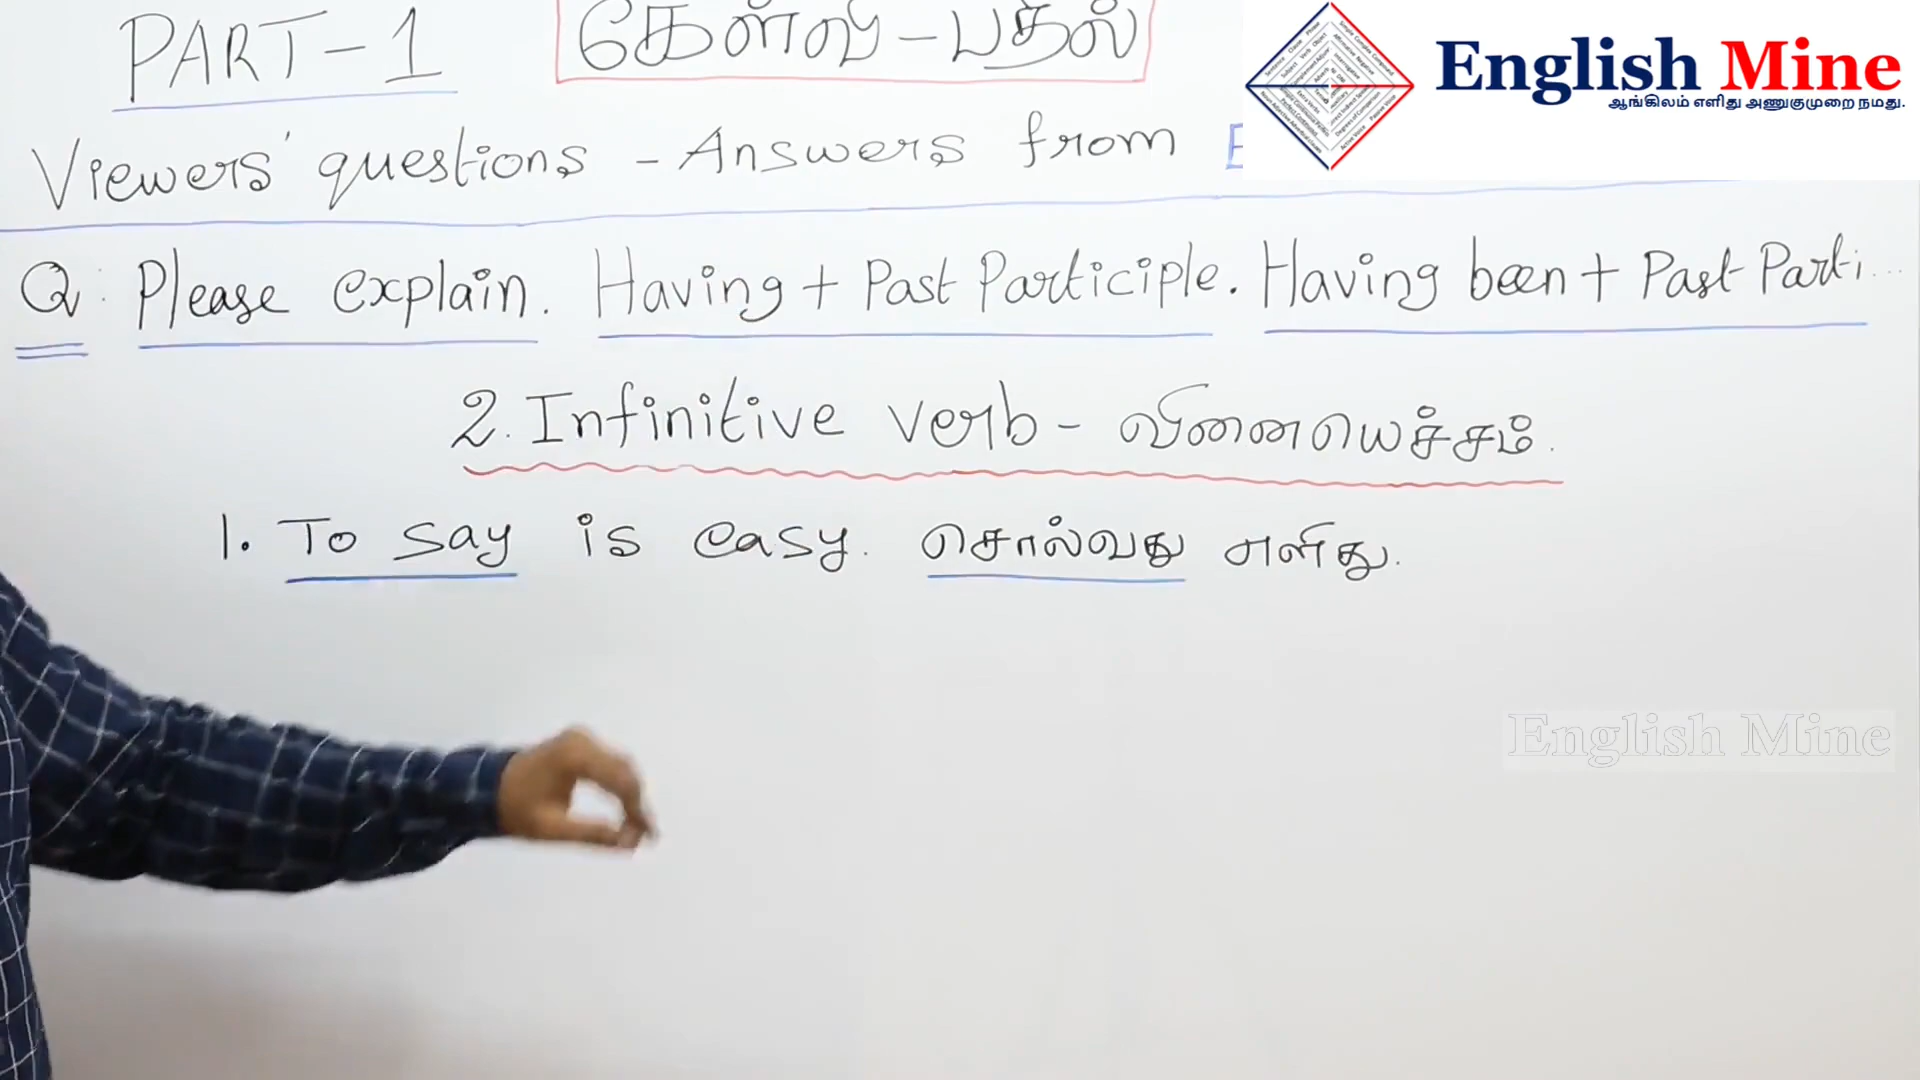 PART-1 கேள்வி-பதில்
English Mine
ஆங்கிலம் எளிது அணுகுமுறை நமது.
Viewers' questions - Answers from E
Q: Please explain. Having + Past Participle. Having been + Past Parti...
2. Infinitive verb - வினையெச்சம்.
1. To say is easy. சொல்வது எளிது.
English Mine